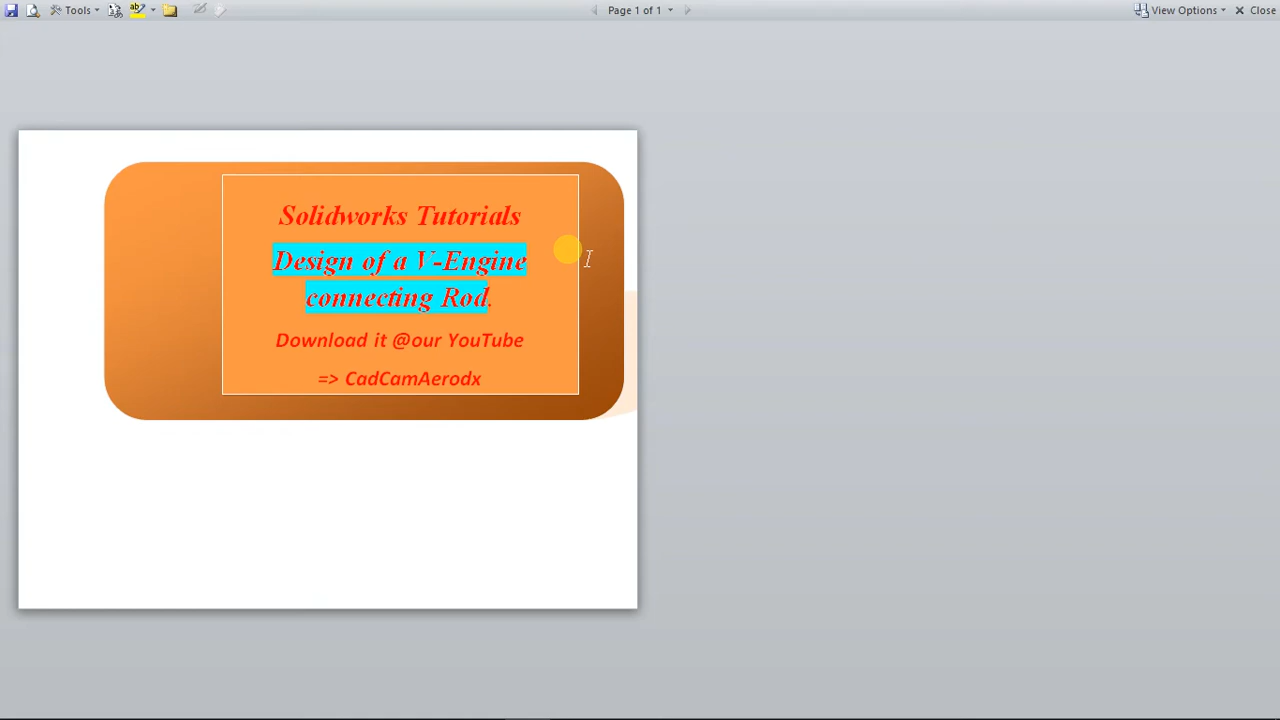 Tools
Page 1 of 1
View Options
Close
Solidworks Tutorials
Design of a V-Engine
connecting Rod.
Download it @our YouTube
=> CadCamAerodx